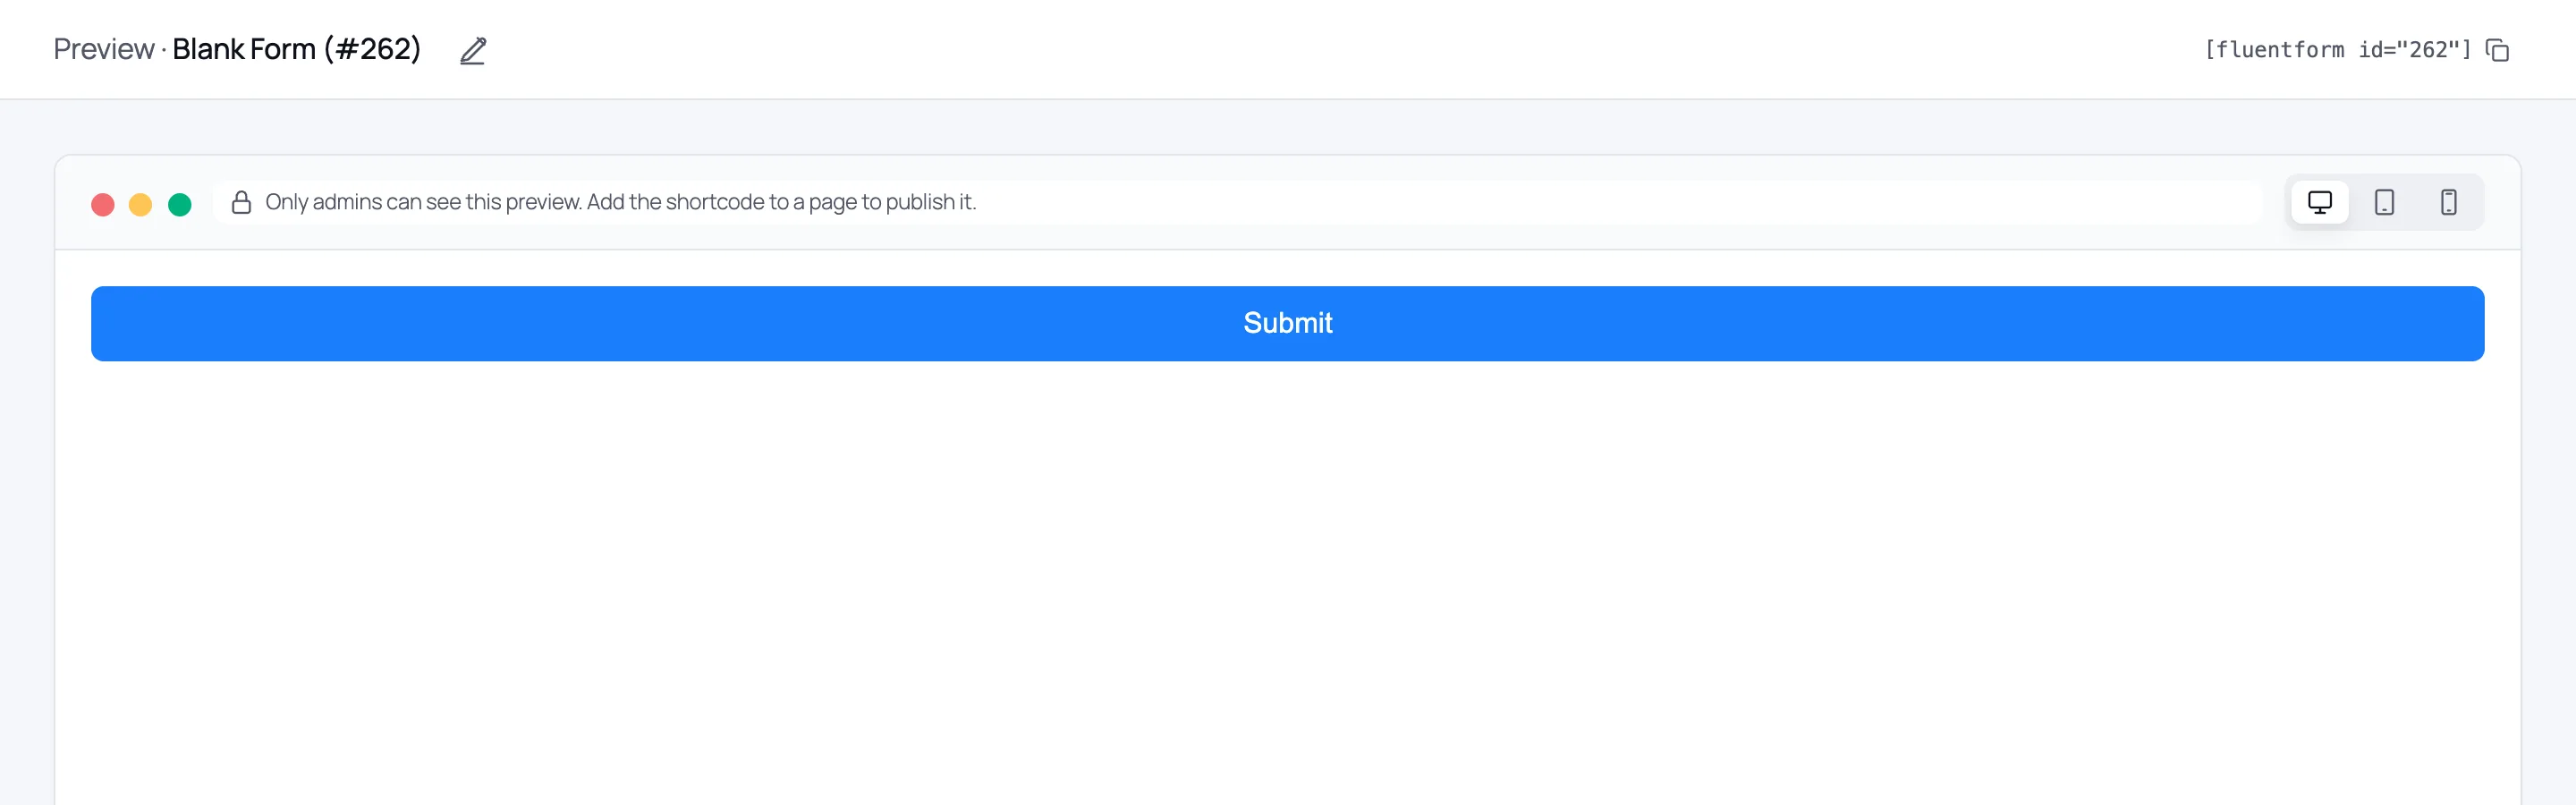 Preview · Blank Form (#262)
[fluentform id="262"]
Only admins can see this preview. Add the shortcode to a page to publish it.
Submit